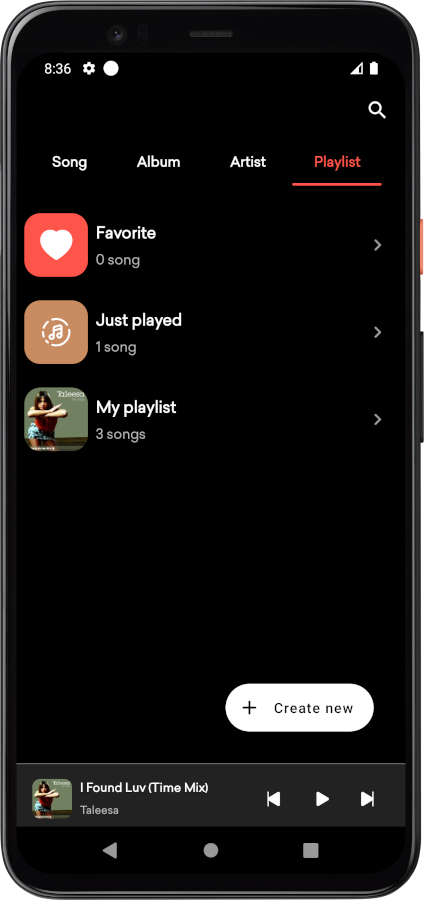 8:36
Song Album Artist Playlist
Favorite
0 song
Just played
1 song
My playlist
3 songs
Taleesa
Create new
I Found Luv (Time Mix)
Taleesa